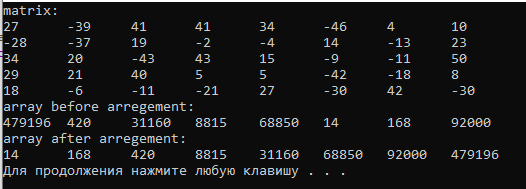 matrix:
27 -39 41 41 34 -46 4 10
-28 -37 19 -2 -4 14 -13 23
34 20 -43 43 15 -9 -11 50
29 21 40 5 5 -42 -18 8
18 -6 -11 -21 27 -30 42 -30
array before arregement:
479196 420 31160 8815 68850 14 168 92000
array after arregement:
14 168 420 8815 31160 68850 92000 479196
Для продолжения нажмите любую клавишу . . .